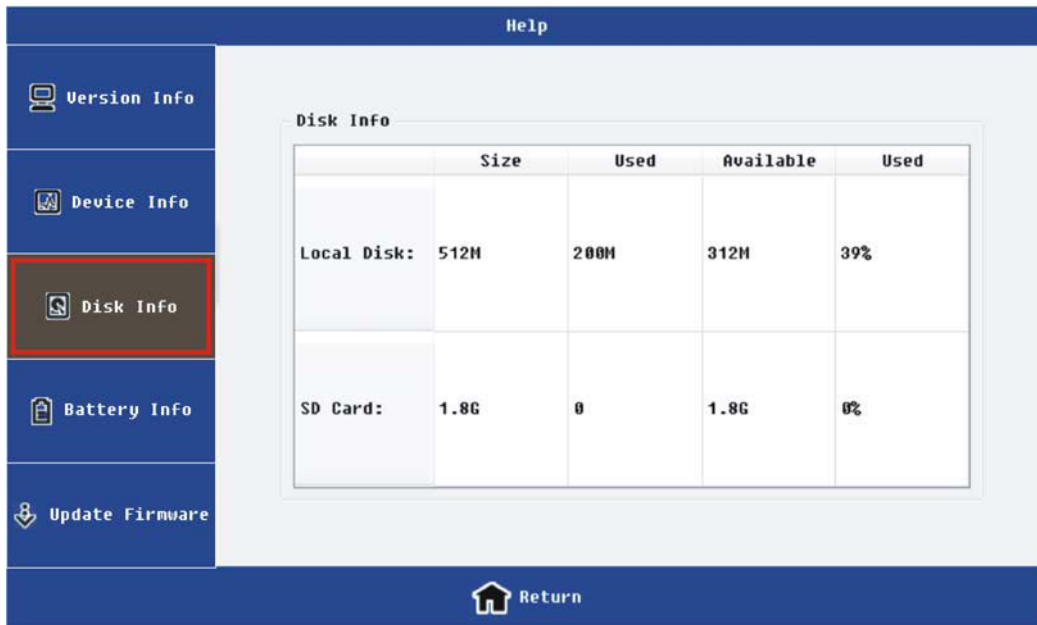 Help
Version Info
Device Info
Disk Info
Battery Info
Update Firmware
Disk Info
Size Used Available Used
Local Disk: 512M 200M 312M 39%
SD Card: 1.8G 0 1.8G 0%
Return